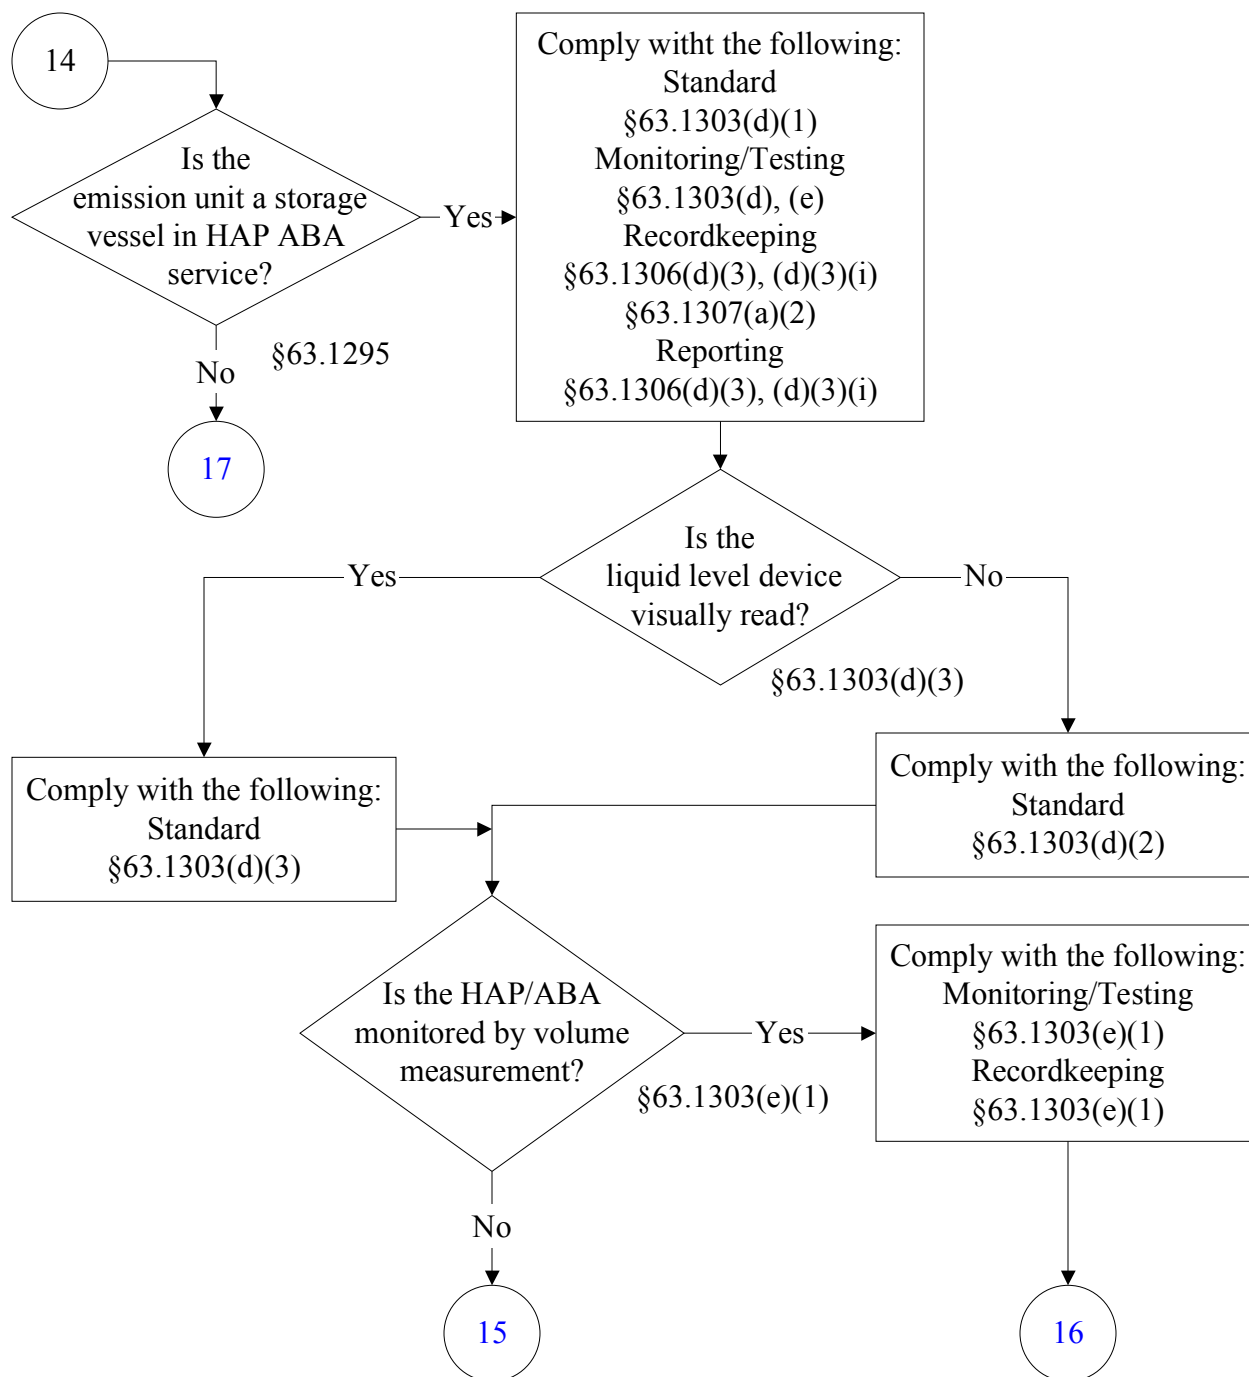 14
Is the
emission unit a storage
vessel in HAP ABA
service?
Yes
§63.1295
No
17
Comply witht the following:
Standard
§63.1303(d)(1)
Monitoring/Testing
§63.1303(d), (e)
Recordkeeping
§63.1306(d)(3), (d)(3)(i)
§63.1307(a)(2)
Reporting
§63.1306(d)(3), (d)(3)(i)
Is the
liquid level device
visually read?
Yes
No
§63.1303(d)(3)
Comply with the following:
Standard
§63.1303(d)(3)
Comply with the following:
Standard
§63.1303(d)(2)
Is the HAP/ABA
monitored by volume
measurement?
Yes
§63.1303(e)(1)
No
15
Comply with the following:
Monitoring/Testing
§63.1303(e)(1)
Recordkeeping
§63.1303(e)(1)
16